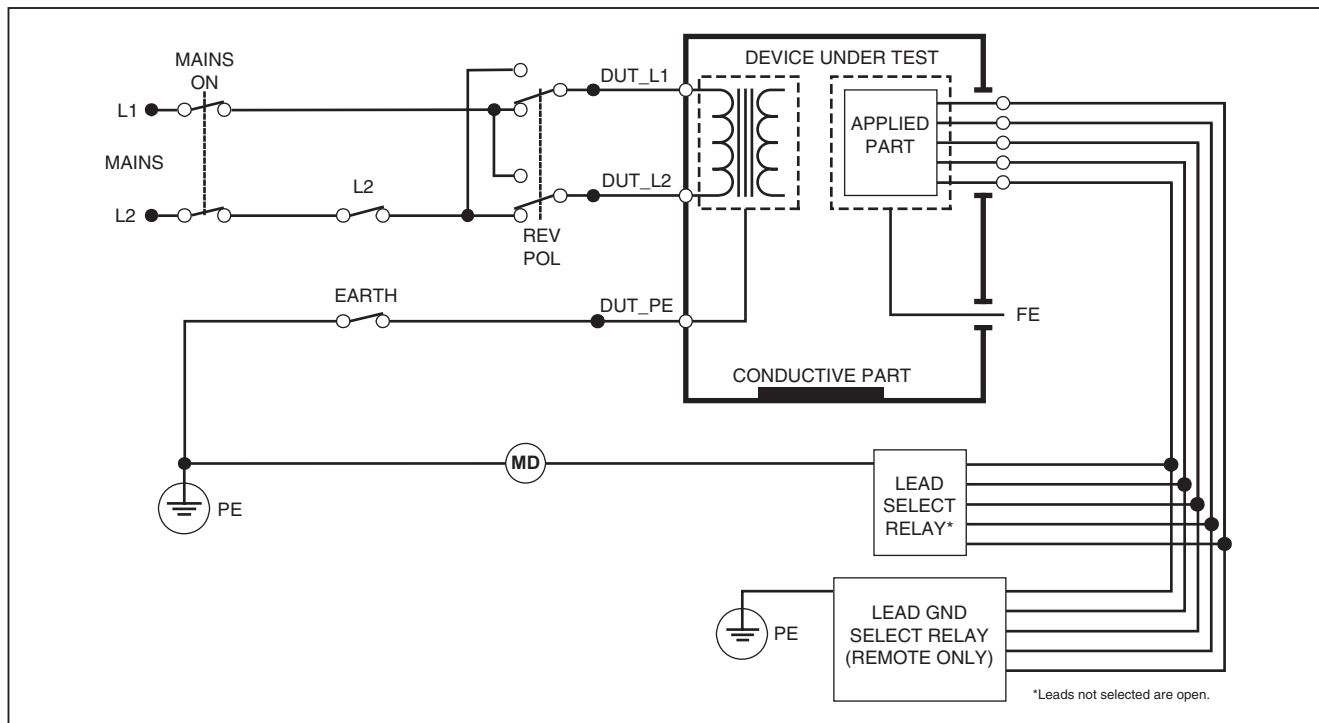 MAINS
ON
L1
MAINS
L2
L2
REV
POL
DUT_L1
DUT_L2
DEVICE UNDER TEST
APPLIED
PART
EARTH
DUT_PE
FE
CONDUCTIVE PART
MD
PE
LEAD
SELECT
RELAY*
PE
LEAD GND
SELECT RELAY
(REMOTE ONLY)
*Leads not selected are open.